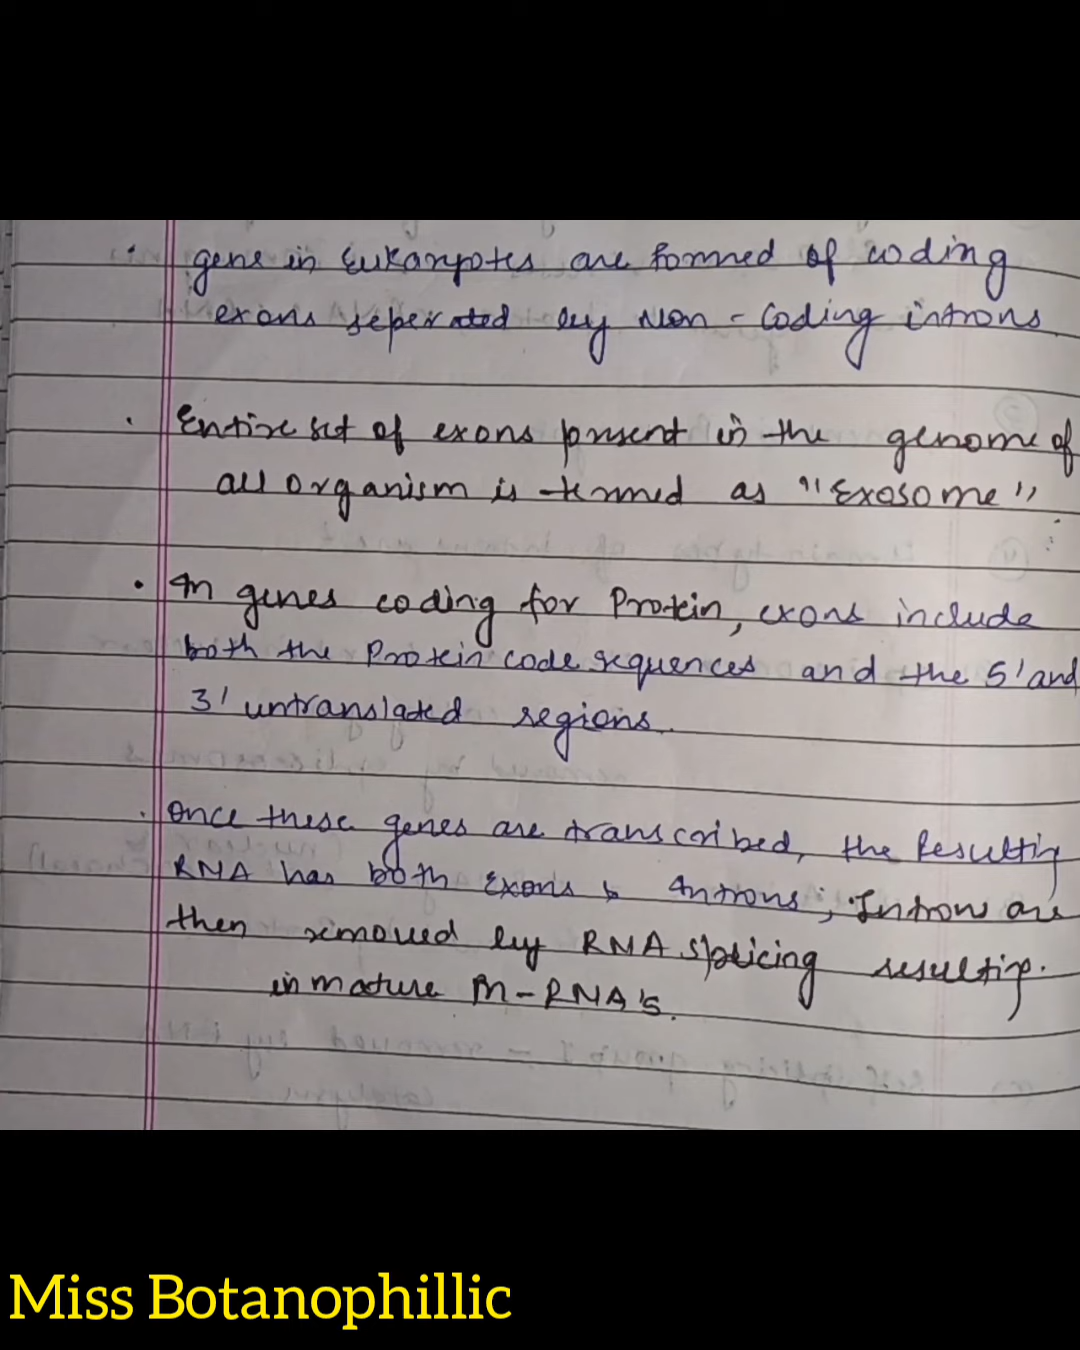 gene in Eukaryotes are formed of coding
exons seperated by Non - Coding introns
• Entire set of exons present in the genome of
all organism is termed as "Exosome"
• In genes coding for Protein, exons include
both the Protein code sequences and the 5' and
3' untranslated regions.
• Once these genes are transcribed, the Resulting
RNA has both Exons & Introns; Introns are
then removed by RNA splicing resulting
in mature m-RNA's.
Miss Botanophillic